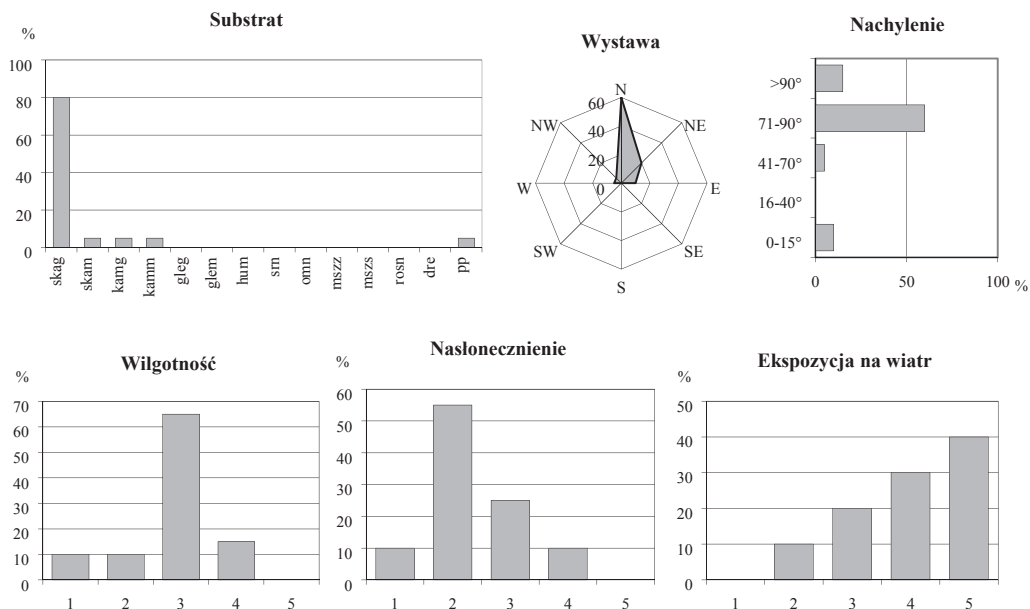 Substrat
%
100
80
60
40
20
0
skag
skam
kamg
kamm
gleg
glem
hum
srn
omn
mszz
mszs
rosn
dre
pp
Wystawa
N
NE
E
SE
S
SW
W
NW
60
40
20
0
Nachylenie
>90°
71-90°
41-70°
16-40°
0-15°
0 50 100 %
Wilgotność
%
70
60
50
40
30
20
10
0
1 2 3 4 5
Nasłonecznienie
%
60
50
40
30
20
10
0
1 2 3 4 5
Ekspozycja na wiatr
%
50
40
30
20
10
0
1 2 3 4 5